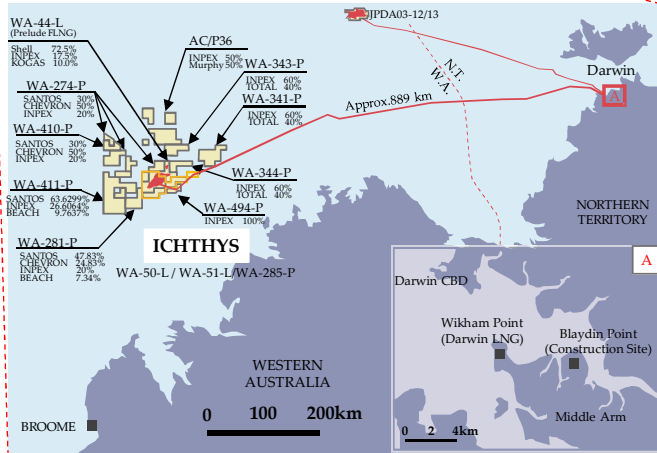 WA-44-L
(Prelude FLNG)
Shell 72.5%
INPEX 17.5%
KOGAS 10.0%
AC/P36
INPEX 50%
Murphy 50%
WA-343-P
INPEX 60%
TOTAL 40%
WA-341-P
INPEX 60%
TOTAL 40%
WA-274-P
SANTOS 30%
CHEVRON 50%
INPEX 20%
WA-410-P
SANTOS 30%
CHEVRON 50%
INPEX 20%
WA-411-P
SANTOS 63.6299%
INPEX 26.6064%
BEACH 9.7637%
WA-281-P
SANTOS 47.83%
CHEVRON 24.83%
INPEX 20%
BEACH 7.34%
WA-344-P
INPEX 60%
TOTAL 40%
WA-494-P
INPEX 100%
ICHTHYS
WA-50-L / WA-51-L/WA-285-P
JPDA03-12/13
N.T.
W.A.
Approx.889 km
Darwin
A
NORTHERN
TERRITORY
WESTERN
AUSTRALIA
BROOME
0 100 200km
A
Darwin CBD
Wikham Point
(Darwin LNG)
Blaydin Point
(Construction Site)
Middle Arm
0 2 4km